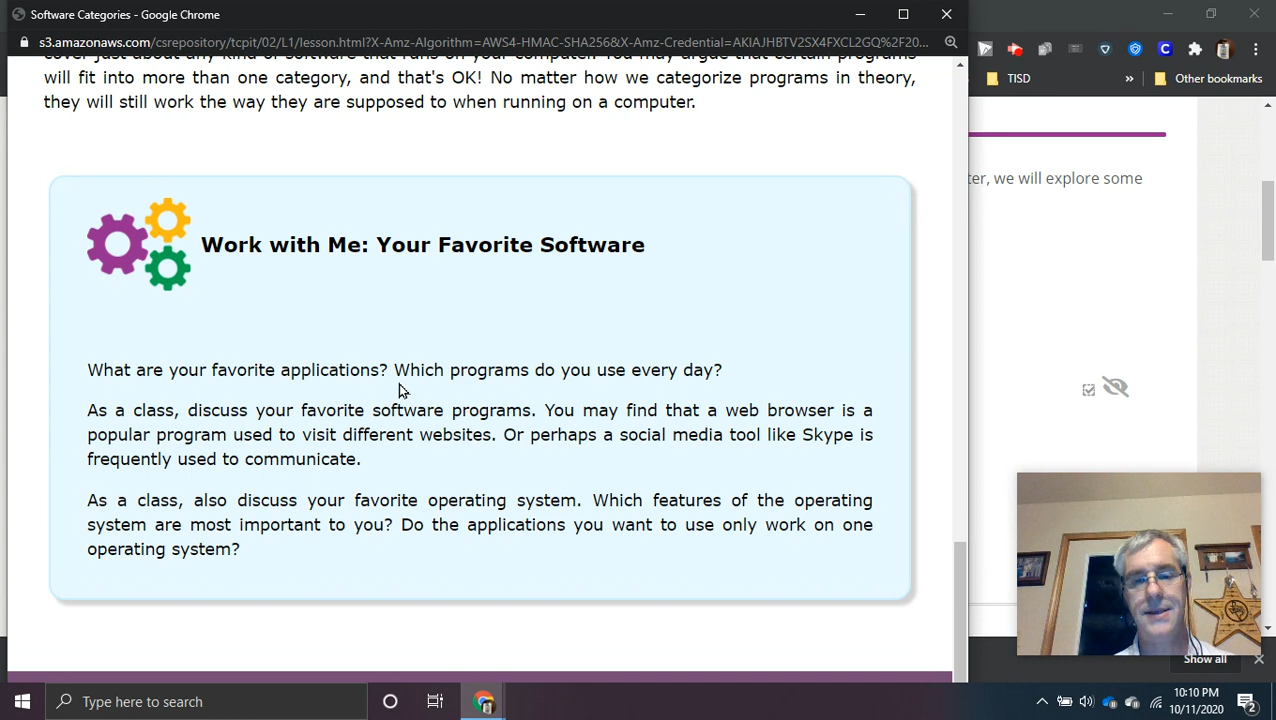 Software Categories - Google Chrome
s3.amazonaws.com/csrepository/tcpit/02/L1/lesson.html?X-Amz-Algorithm=AWS4-HMAC-SHA256&X-Amz-Credential=AKIAJHBTV2SX4FXCL2GQ%2F20...
TISD
»
Other bookmarks
will fit into more than one category, and that's OK! No matter how we categorize programs in theory,
they will still work the way they are supposed to when running on a computer.
ter, we will explore some
Work with Me: Your Favorite Software
What are your favorite applications? Which programs do you use every day?
As a class, discuss your favorite software programs. You may find that a web browser is a
popular program used to visit different websites. Or perhaps a social media tool like Skype is
frequently used to communicate.
As a class, also discuss your favorite operating system. Which features of the operating
system are most important to you? Do the applications you want to use only work on one
operating system?
Show all
Type here to search
10:10 PM
10/11/2020
2